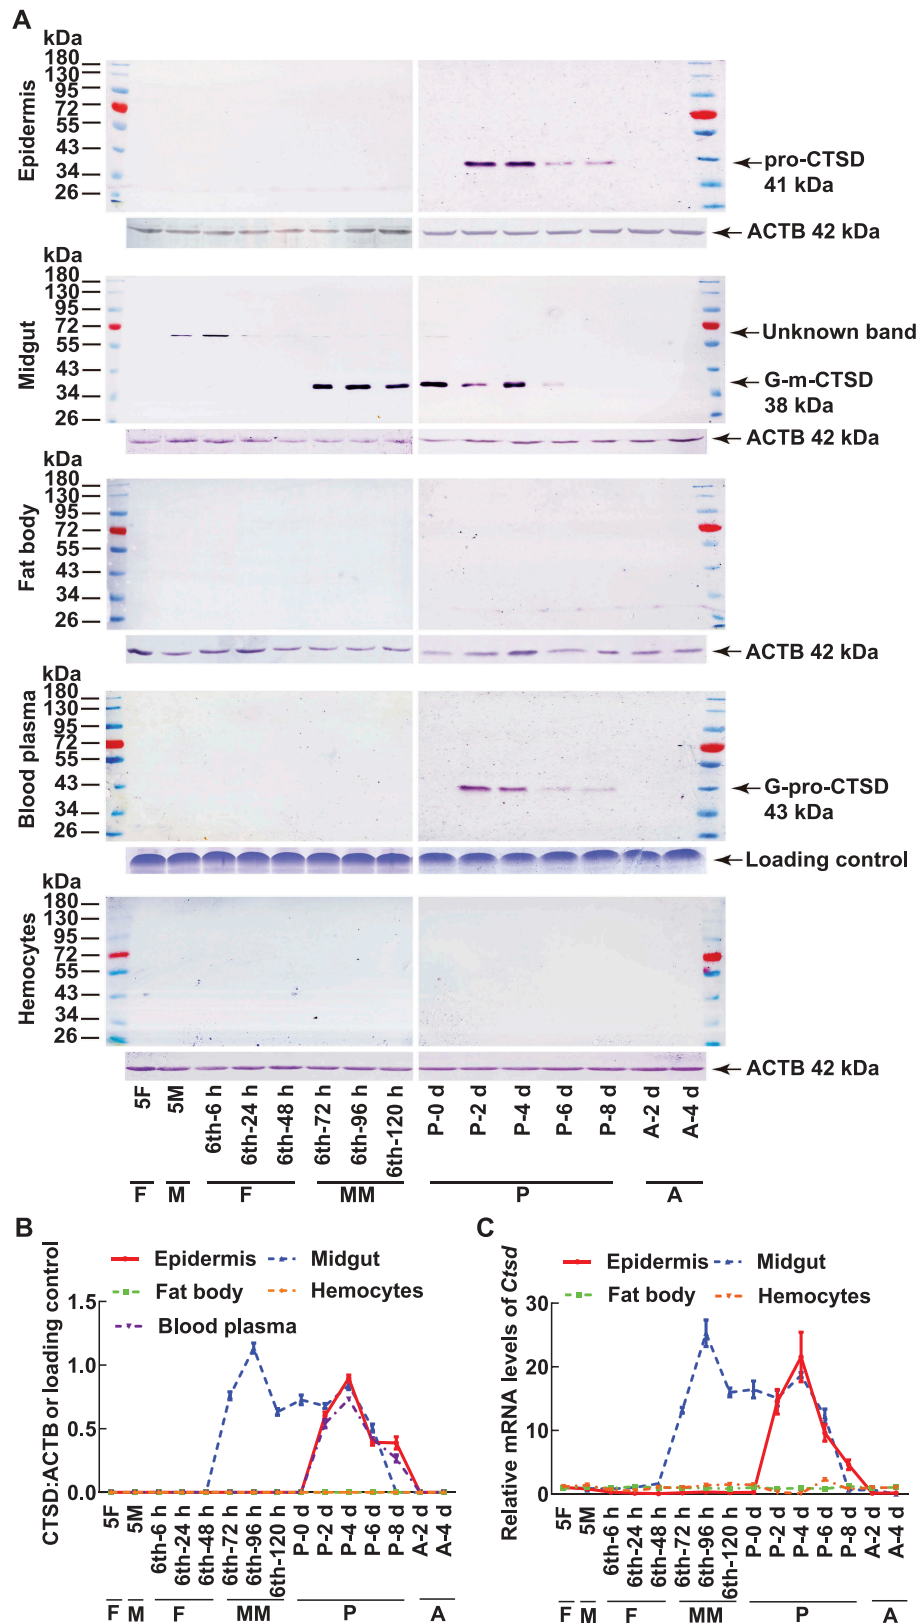 A
kDa
180
130
95
72
55
43
34
26
Epidermis
pro-CTSD
41 kDa
ACTB 42 kDa
180
130
95
72
55
43
34
26
Midgut
Unknown band
G-m-CTSD
38 kDa
ACTB 42 kDa
kDa
180
130
95
72
55
43
34
26
Fat body
ACTB 42 kDa
kDa
180
130
95
72
55
43
34
26
Blood plasma
G-pro-CTSD
43 kDa
Loading control
kDa
180
130
95
72
55
43
34
26
Hemocytes
ACTB 42 kDa
5F 5M 6th-6 h 6th-24 h 6th-48 h 6th-72 h 6th-96 h 6th-120 h P-0 d P-2 d P-4 d P-6 d P-8 d A-2 d A-4 d
F M F MM P A
B
Epidermis Midgut
Fat body Hemocytes
Blood plasma
CTSD:ACTB or loading control
1.5
1.0
0.5
0.0
5F 5M 6th-6 h 6th-24 h 6th-48 h 6th-72 h 6th-96 h 6th-120 h P-0 d P-2 d P-4 d P-6 d P-8 d A-2 d A-4 d
F M F MM P A
C
Epidermis Midgut
Fat body Hemocytes
Relative mRNA levels of Ctsd
30
20
10
0
5F 5M 6th-6 h 6th-24 h 6th-48 h 6th-72 h 6th-96 h 6th-120 h P-0 d P-2 d P-4 d P-6 d P-8 d A-2 d A-4 d
F M F MM P A